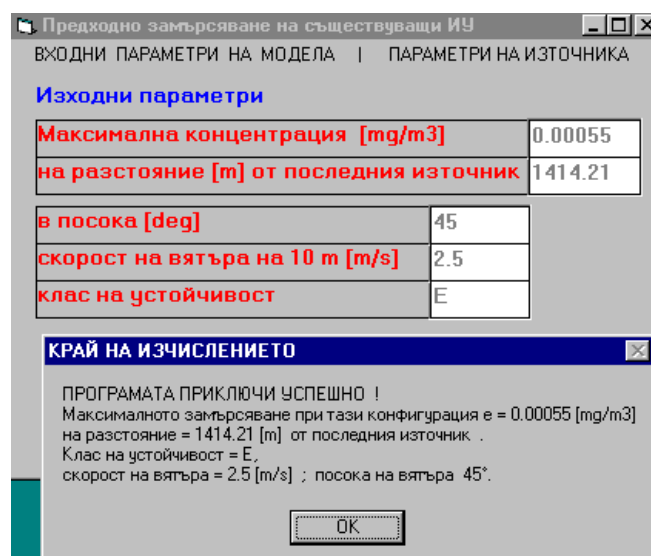 Предходно замърсяване на съществуващи ИУ
ВХОДНИ ПАРАМЕТРИ НА МОДЕЛА | ПАРАМЕТРИ НА ИЗТОЧНИКА
Изходни параметри
Максимална концентрация [mg/m3] 0.00055
на разстояние [m] от последния източник 1414.21
в посока [deg] 45
скорост на вятъра на 10 m [m/s] 2.5
клас на устойчивост E
КРАЙ НА ИЗЧИСЛЕНИЕТО
ПРОГРАМАТА ПРИКЛЮЧИ УСПЕШНО !
Максималното замърсяване при тази конфигурация е = 0.00055 [mg/m3]
на разстояние = 1414.21 [m] от последния източник .
Клас на устойчивост = E,
скорост на вятъра = 2.5 [m/s] ; посока на вятъра 45°.
OK